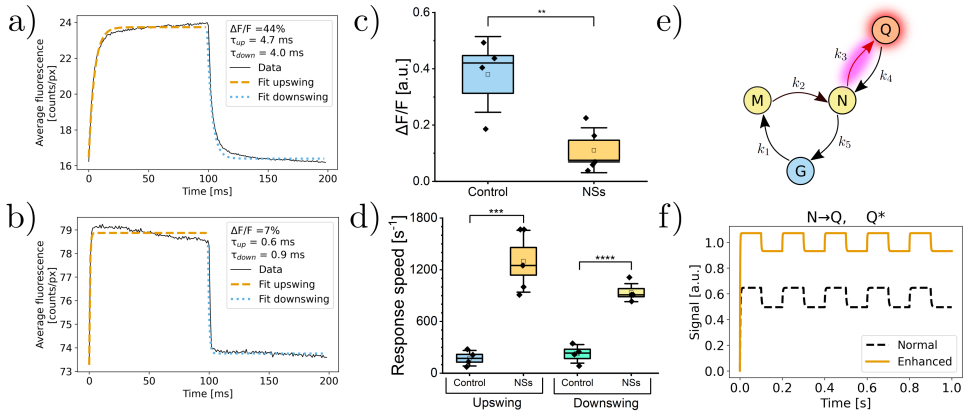 a)
24
22
20
18
16
0
50
100
150
200
Time [ms]
Average fluorescence
[counts/px]
ΔF/F =44%
τup = 4.7 ms
τdown = 4.0 ms
Data
Fit upswing
Fit downswing
b)
79
78
77
76
75
74
73
0
50
100
150
200
Time [ms]
Average fluorescence
[counts/px]
ΔF/F =7%
τup = 0.6 ms
τdown = 0.9 ms
Data
Fit upswing
Fit downswing
c)
0.6
0.4
0.2
0.0
ΔF/F [a.u.]
**
Control
NSs
d)
1800
1500
1200
900
600
300
0
Response speed [s⁻¹]
***
****
Control
NSs
Control
NSs
Upswing
Downswing
e)
Q
k₃
k₄
M
k₂
N
k₁
k₅
G
f)
N→Q, Q*
1.0
0.8
0.6
0.4
0.2
0.0
Signal [a.u.]
Normal
Enhanced
0.0
0.2
0.4
0.6
0.8
1.0
Time [s]